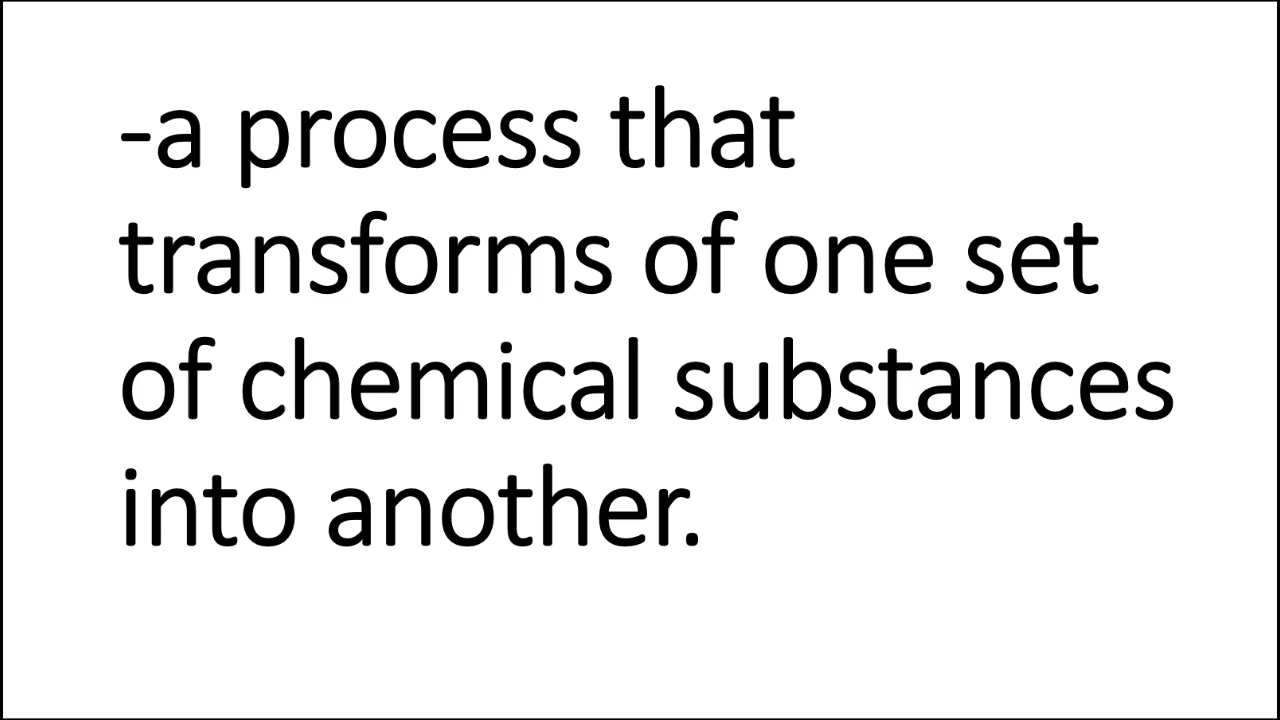 -a process that
transforms of one set
of chemical substances
into another.